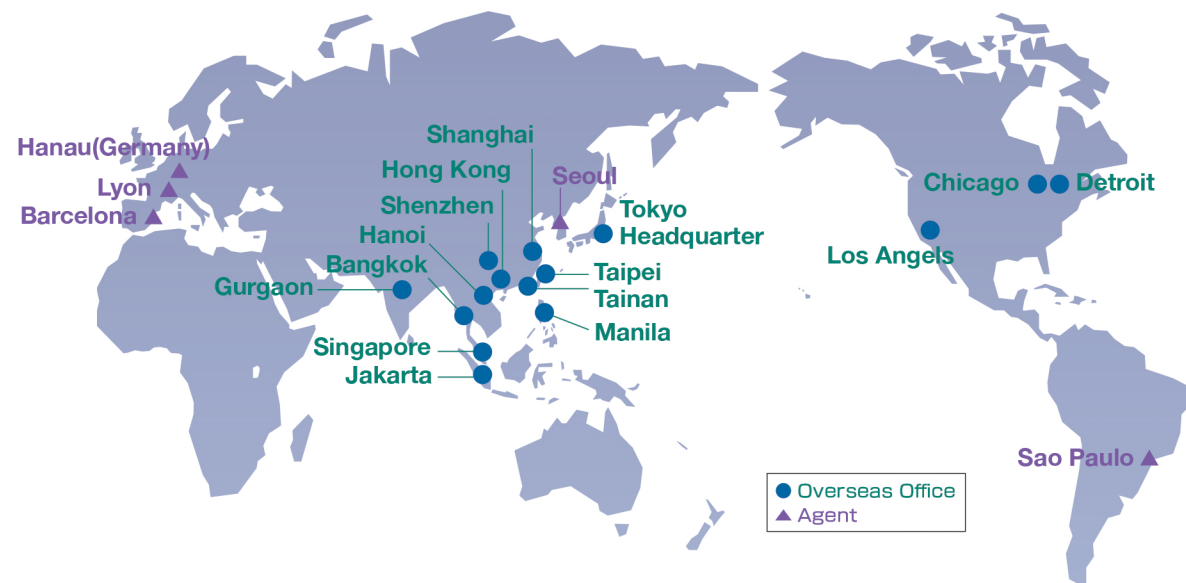 Shanghai
Hanau(Germany)
Hong Kong
Seoul
Lyon
Chicago
Detroit
Shenzhen
Barcelona
Tokyo
Headquarter
Hanoi
Los Angels
Bangkok
Taipei
Gurgaon
Tainan
Manila
Singapore
Jakarta
Sao Paulo
Overseas Office
Agent